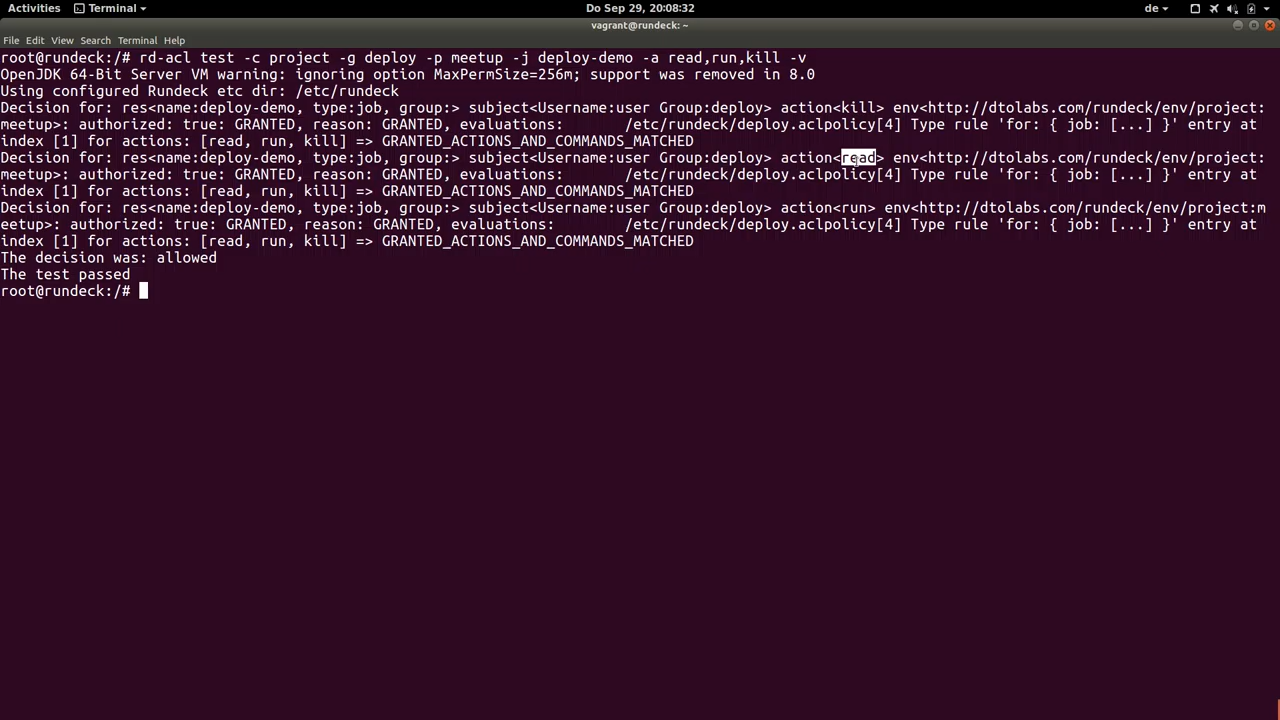 Activities Terminal Do Sep 29, 20:08:32 de
vagrant@rundeck: ~
File Edit View Search Terminal Help
root@rundeck:/# rd-acl test -c project -g deploy -p meetup -j deploy-demo -a read,run,kill -v
OpenJDK 64-Bit Server VM warning: ignoring option MaxPermSize=256m; support was removed in 8.0
Using configured Rundeck etc dir: /etc/rundeck
Decision for: res<name:deploy-demo, type:job, group:> subject<Username:user Group:deploy> action<kill> env<http://dtolabs.com/rundeck/env/project:
meetup>: authorized: true: GRANTED, reason: GRANTED, evaluations: /etc/rundeck/deploy.aclpolicy[4] Type rule 'for: { job: [...] }' entry at
index [1] for actions: [read, run, kill] => GRANTED_ACTIONS_AND_COMMANDS_MATCHED
Decision for: res<name:deploy-demo, type:job, group:> subject<Username:user Group:deploy> action<read> env<http://dtolabs.com/rundeck/env/project:
meetup>: authorized: true: GRANTED, reason: GRANTED, evaluations: /etc/rundeck/deploy.aclpolicy[4] Type rule 'for: { job: [...] }' entry at
index [1] for actions: [read, run, kill] => GRANTED_ACTIONS_AND_COMMANDS_MATCHED
Decision for: res<name:deploy-demo, type:job, group:> subject<Username:user Group:deploy> action<run> env<http://dtolabs.com/rundeck/env/project:m
eetup>: authorized: true: GRANTED, reason: GRANTED, evaluations: /etc/rundeck/deploy.aclpolicy[4] Type rule 'for: { job: [...] }' entry at
index [1] for actions: [read, run, kill] => GRANTED_ACTIONS_AND_COMMANDS_MATCHED
The decision was: allowed
The test passed
root@rundeck:/#